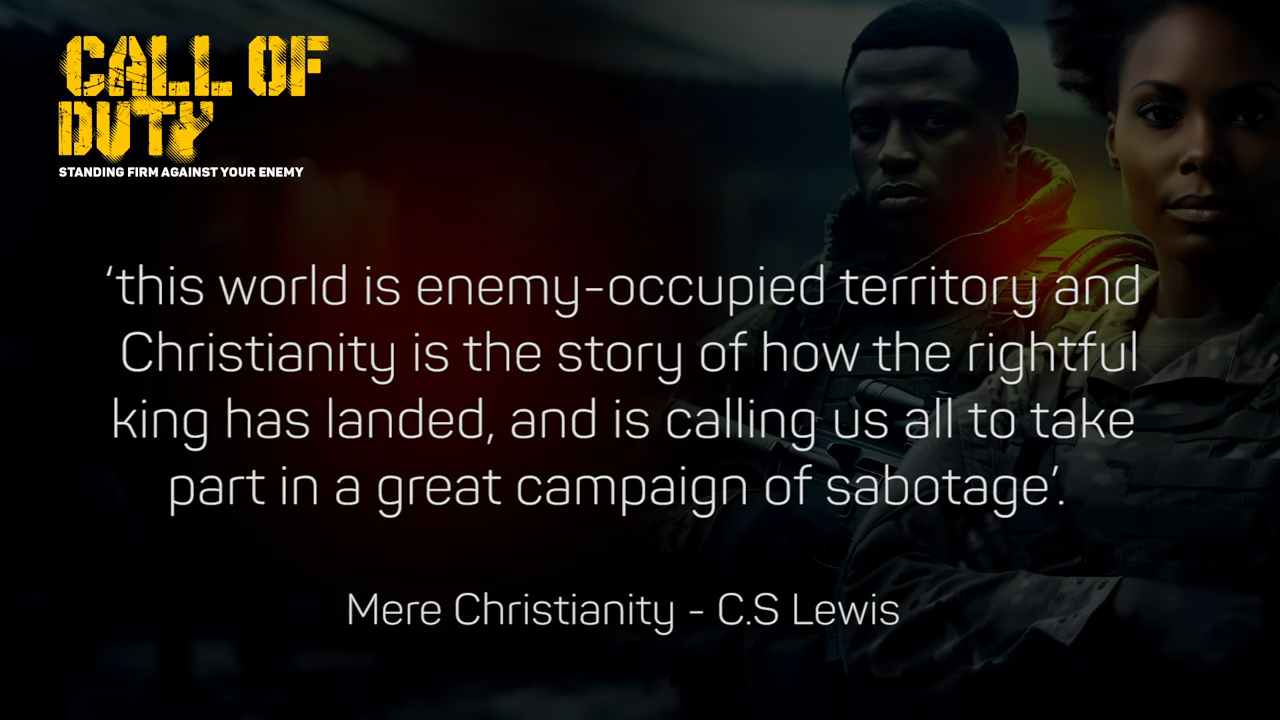 CALL OF
DUTY
STANDING FIRM AGAINST YOUR ENEMY
‘this world is enemy-occupied territory and
Christianity is the story of how the rightful
king has landed, and is calling us all to take
part in a great campaign of sabotage’.
Mere Christianity - C.S Lewis